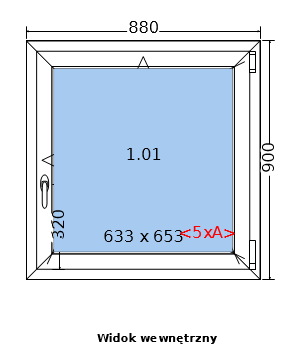 880
1.01
900
320
633 x 653
<5xA>
Widok wewnętrzny